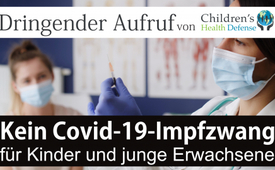 Dringender Aufruf von Children's
Health Defense
Kein Covid-19-Impfzwang
für Kinder und junge Erwachsene